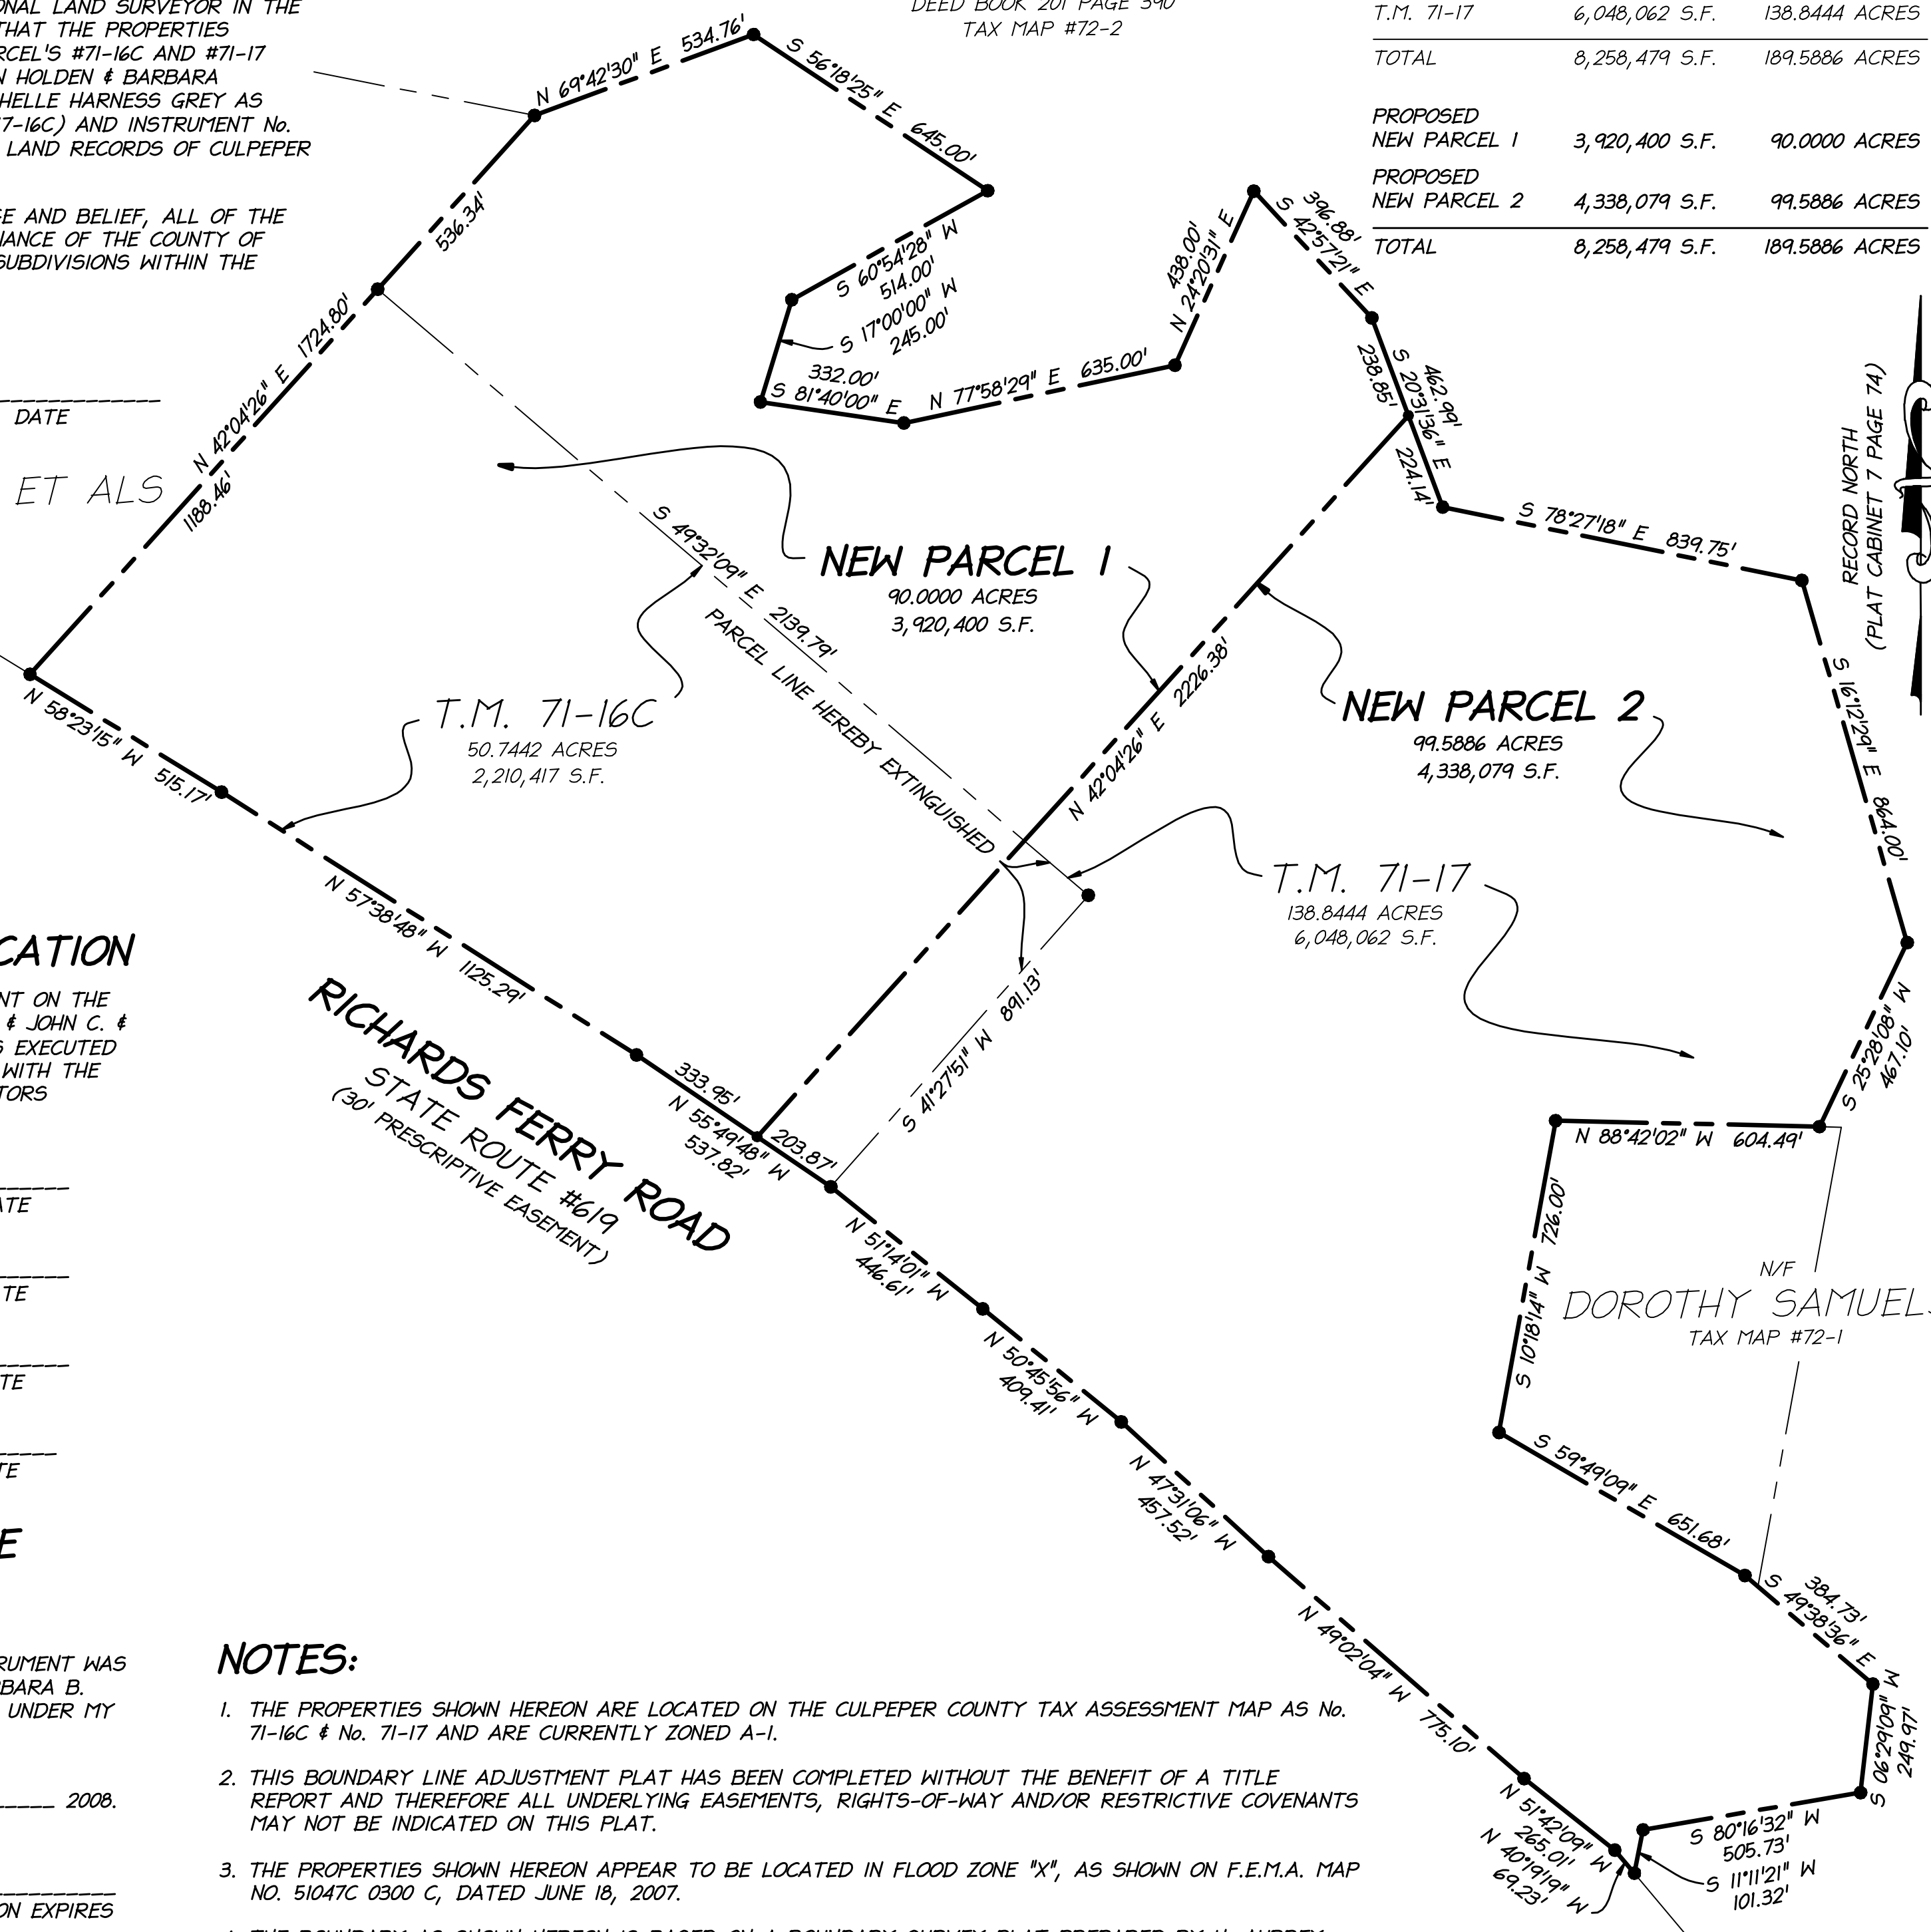 ONAL LAND SURVEYOR IN THE
THAT THE PROPERTIES
RCEL'S #71-16C AND #71-17
N HOLDEN & BARBARA
HELLE HARNESS GREY AS
7-16C) AND INSTRUMENT No.
LAND RECORDS OF CULPEPER
GE AND BELIEF, ALL OF THE
IANCE OF THE COUNTY OF
SUBDIVISIONS WITHIN THE
DATE
ET ALS
DEED BOOK 201 PAGE 590
TAX MAP #72-2
T.M. 71-17 6,048,062 S.F. 138.8444 ACRES
TOTAL 8,258,479 S.F. 189.5886 ACRES
PROPOSED
NEW PARCEL 1 3,920,400 S.F. 90.0000 ACRES
PROPOSED
NEW PARCEL 2 4,338,079 S.F. 99.5886 ACRES
TOTAL 8,258,479 S.F. 189.5886 ACRES
RECORD NORTH
(PLAT CABINET 7 PAGE 74)
N 69°42'30" E 534.76'
S 56°18'25" E 645.00'
536.34'
N 42°04'26" E 1724.80'
1188.46'
S 60°54'28" W
514.00'
S 17°00'00" W
245.00'
332.00'
S 81°40'00" E
N 77°58'29" E 635.00'
438.00'
N 24°20'31" E
396.88'
S 42°57'21" E
238.85'
462.99'
S 20°31'36" E
224.14'
S 78°27'18" E 839.75'
S 16°12'29" E 864.00'
S 49°32'09" E 2139.79'
PARCEL LINE HEREBY EXTINGUISHED
NEW PARCEL 1
90.0000 ACRES
3,920,400 S.F.
N 42°04'26" E 2226.38'
NEW PARCEL 2
99.5886 ACRES
4,338,079 S.F.
T.M. 71-16C
50.7442 ACRES
2,210,417 S.F.
T.M. 71-17
138.8444 ACRES
6,048,062 S.F.
N 58°23'15" W 515.17'
N 57°38'48" W 1125.29'
RICHARDS FERRY ROAD
STATE ROUTE #619
(30' PRESCRIPTIVE EASEMENT)
333.95'
N 55°49'48" W
537.82'
203.87'
S 41°27'51" W 891.13'
S 25°28'08" W
467.10'
N 88°42'02" W 604.49'
S 10°18'14" W 726.00'
N/F
DOROTHY SAMUELS
TAX MAP #72-1
N 51°14'01" W
446.61'
N 50°45'56" W
409.41'
N 47°31'06" W
457.52'
N 49°02'04" W 775.10'
S 59°49'09" E 651.68'
384.73'
S 49°38'36" E
S 06°29'09" W
249.97'
S 80°16'32" W
505.73'
S 11°11'21" W
101.32'
N 51°42'09" W
265.01'
N 40°19'19" W
69.23'
CATION
NT ON THE
& JOHN C. &
S EXECUTED
WITH THE
TORS
ATE
TE
TE
TE
E
RUMENT WAS
BARA B.
UNDER MY
2008.
ON EXPIRES
NOTES:
1. THE PROPERTIES SHOWN HEREON ARE LOCATED ON THE CULPEPER COUNTY TAX ASSESSMENT MAP AS No.
71-16C & No. 71-17 AND ARE CURRENTLY ZONED A-1.
2. THIS BOUNDARY LINE ADJUSTMENT PLAT HAS BEEN COMPLETED WITHOUT THE BENEFIT OF A TITLE
REPORT AND THEREFORE ALL UNDERLYING EASEMENTS, RIGHTS-OF-WAY AND/OR RESTRICTIVE COVENANTS
MAY NOT BE INDICATED ON THIS PLAT.
3. THE PROPERTIES SHOWN HEREON APPEAR TO BE LOCATED IN FLOOD ZONE "X", AS SHOWN ON F.E.M.A. MAP
NO. 51047C 0300 C, DATED JUNE 18, 2007.